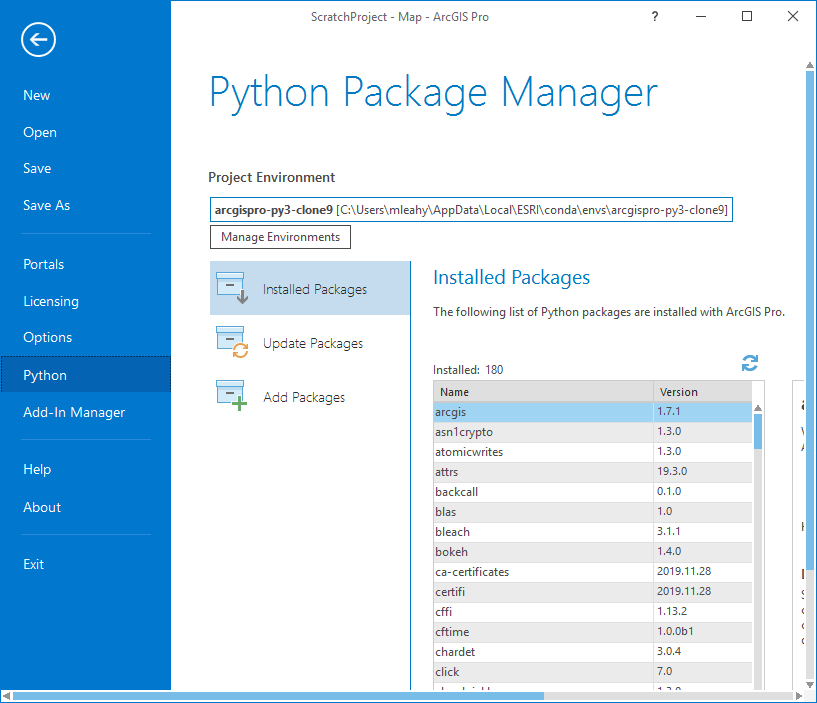 ScratchProject - Map - ArcGIS Pro
?
Python Package Manager
New
Open
Save
Save As
Portals
Licensing
Options
Python
Add-In Manager
Help
About
Exit
Project Environment
arcgispro-py3-clone9 [C:\Users\mleahy\AppData\Local\ESRI\conda\envs\arcgispro-py3-clone9]
Manage Environments
Installed Packages
Update Packages
Add Packages
Installed Packages
The following list of Python packages are installed with ArcGIS Pro.
Installed: 180
Name Version
arcgis 1.7.1
asn1crypto 1.3.0
atomicwrites 1.3.0
attrs 19.3.0
backcall 0.1.0
blas 1.0
bleach 3.1.1
bokeh 1.4.0
ca-certificates 2019.11.28
certifi 2019.11.28
cffi 1.13.2
cftime 1.0.0b1
chardet 3.0.4
click 7.0